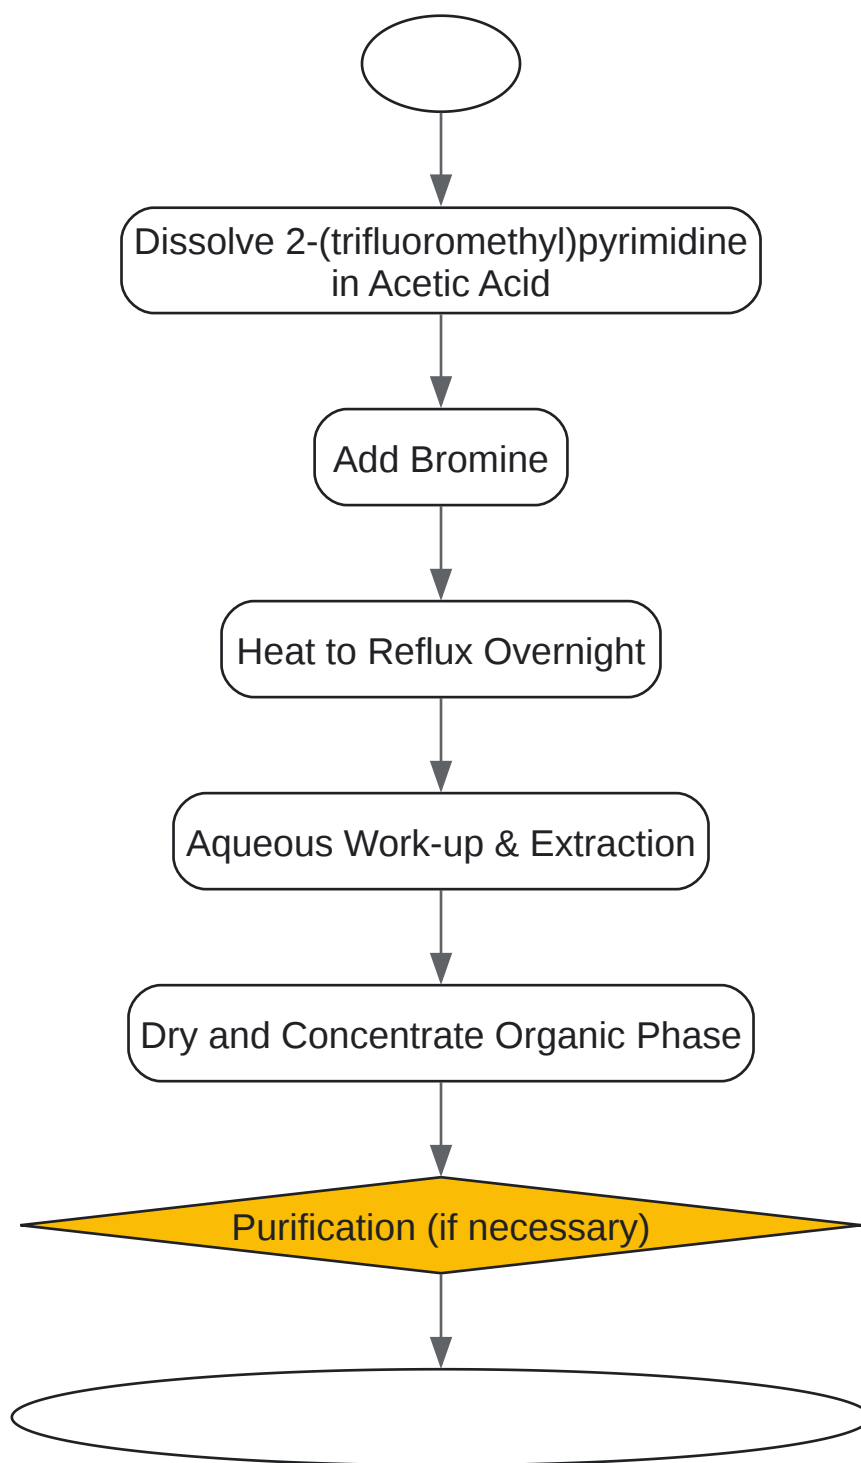 Dissolve 2-(trifluoromethyl)pyrimidine
in Acetic Acid
Add Bromine
Heat to Reflux Overnight
Aqueous Work-up & Extraction
Dry and Concentrate Organic Phase
Purification (if necessary)